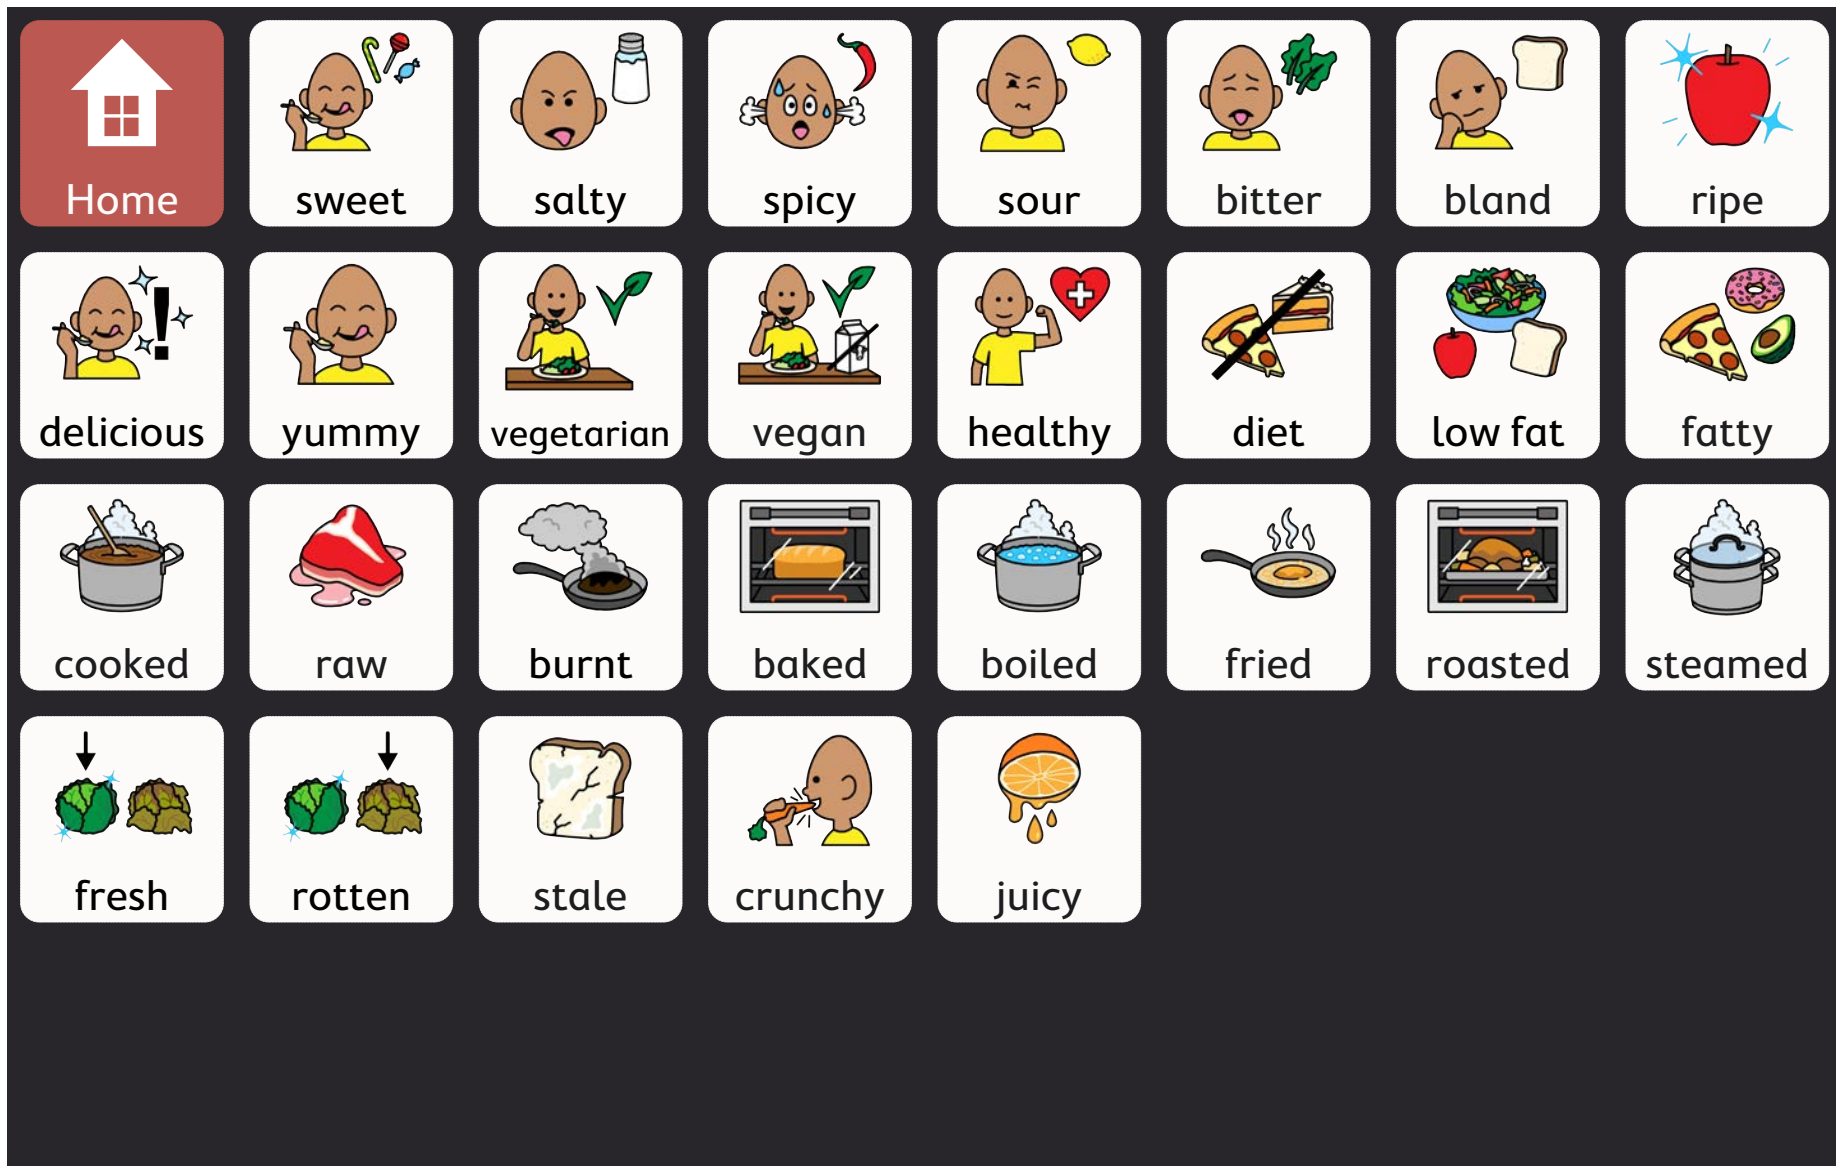 Home
sweet
salty
spicy
sour
bitter
bland
ripe
delicious
yummy
vegetarian
vegan
healthy
diet
low fat
fatty
cooked
raw
burnt
baked
boiled
fried
roasted
steamed
fresh
rotten
stale
crunchy
juicy